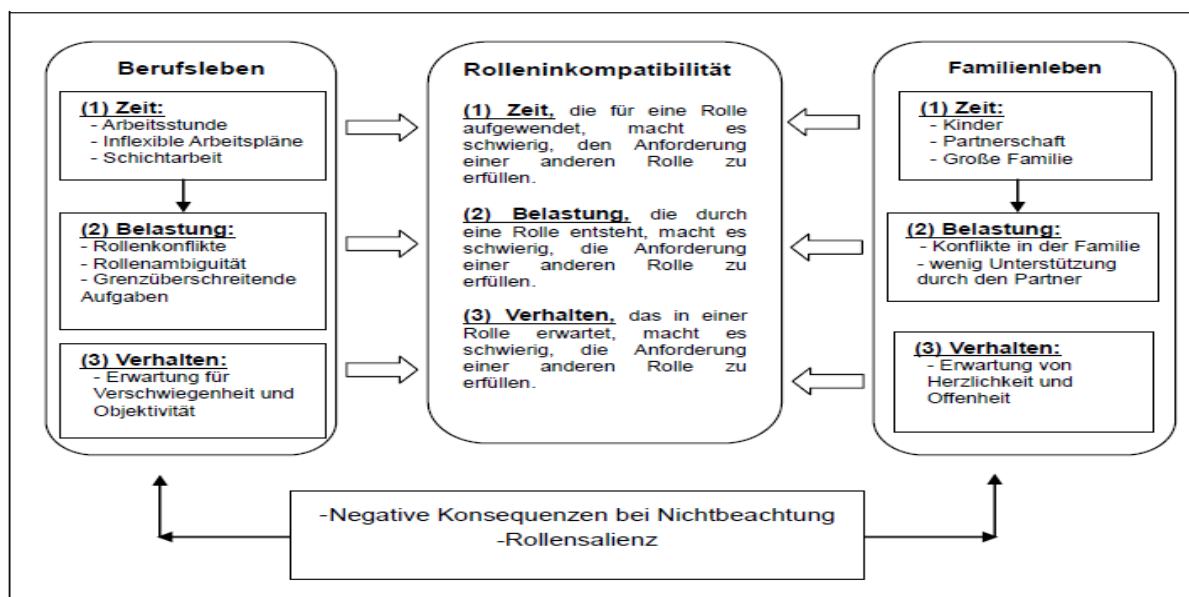 Berufsleben
(1) Zeit:
- Arbeitsstunde
- Inflexible Arbeitspläne
- Schichtarbeit
(2) Belastung:
- Rollenkonflikte
- Rollenambiguität
- Grenzüberschreitende
Aufgaben
(3) Verhalten:
- Erwartung für
Verschwiegenheit und
Objektivität
Rolleninkompatibilität
(1) Zeit, die für eine Rolle
aufgewendet, macht es
schwierig, den Anforderung
einer anderen Rolle zu
erfüllen.
(2) Belastung, die durch
eine Rolle entsteht, macht es
schwierig, die Anforderung
einer anderen Rolle zu
erfüllen.
(3) Verhalten, das in einer
Rolle erwartet, macht es
schwierig, die Anforderung
einer anderen Rolle zu
erfüllen.
Familienleben
(1) Zeit:
- Kinder
- Partnerschaft
- Große Familie
(2) Belastung:
- Konflikte in der Familie
- wenig Unterstützung
durch den Partner
(3) Verhalten:
- Erwartung von
Herzlichkeit und
Offenheit
-Negative Konsequenzen bei Nichtbeachtung
-Rollensalienz